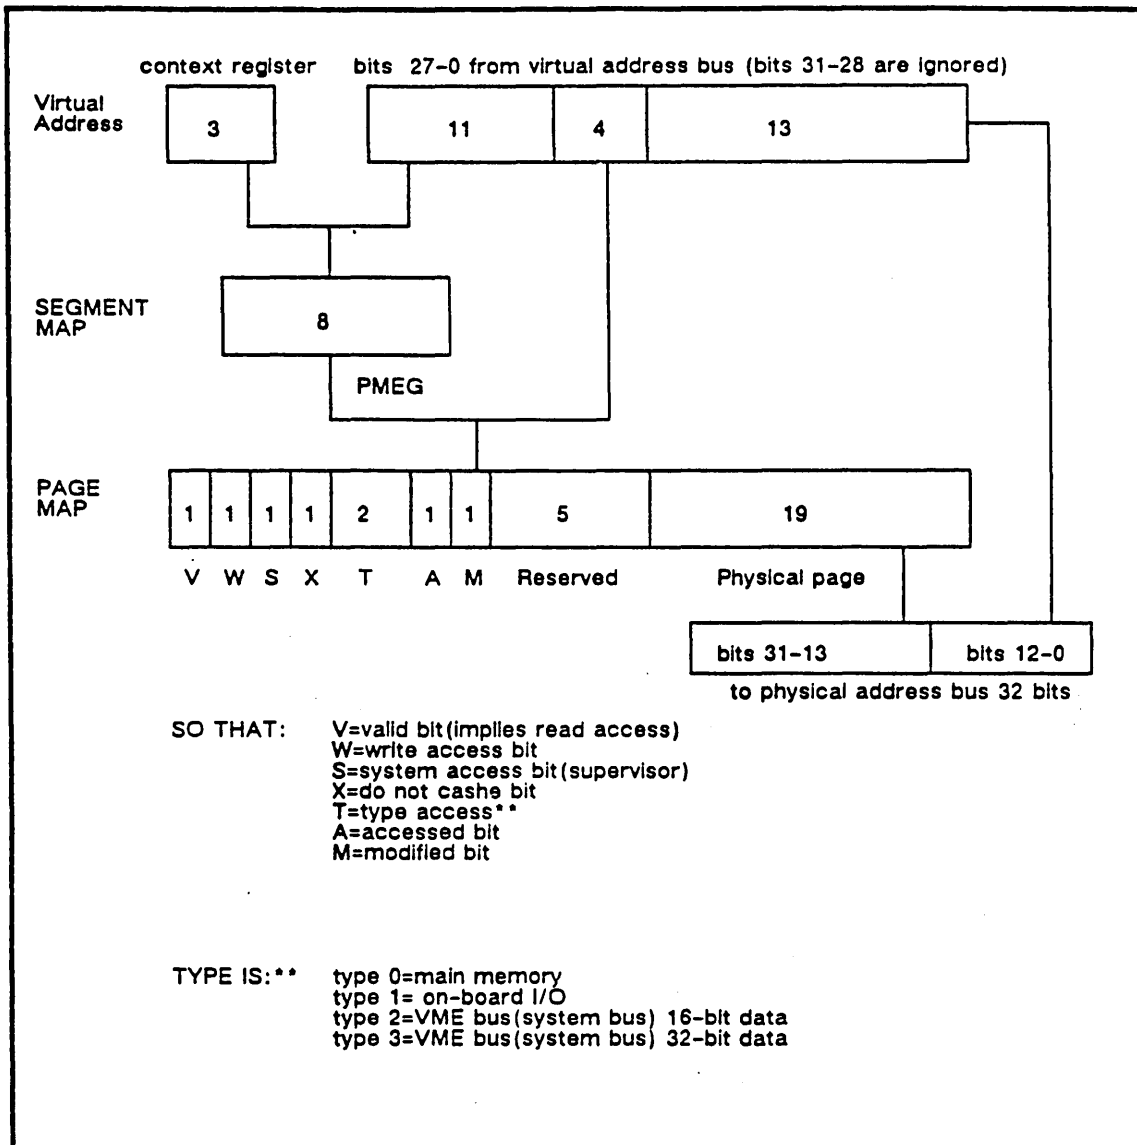 context register bits 27-0 from virtual address bus (bits 31-28 are ignored)
Virtual
Address
3 11 4 13
SEGMENT
MAP
8
PMEG
PAGE
MAP
1 1 1 1 2 1 1 5 19
V W S X T A M Reserved Physical page
bits 31-13 bits 12-0
to physical address bus 32 bits
SO THAT: V=valid bit(implies read access)
W=write access bit
S=system access bit(supervisor)
X=do not cashe bit
T=type access**
A=accessed bit
M=modified bit
TYPE IS:** type 0=main memory
type 1= on-board I/O
type 2=VME bus(system bus) 16-bit data
type 3=VME bus(system bus) 32-bit data